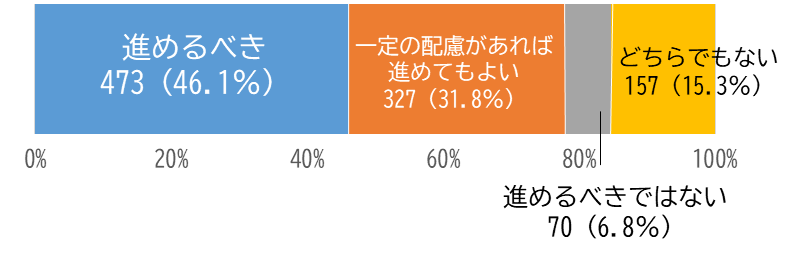 進めるべき
473（46.1%）
一定の配慮があれば
進めてもよい
327（31.8%）
どちらでもない
157（15.3%）
0%
20%
40%
60%
80%
100%
進めるべきではない
70（6.8%）